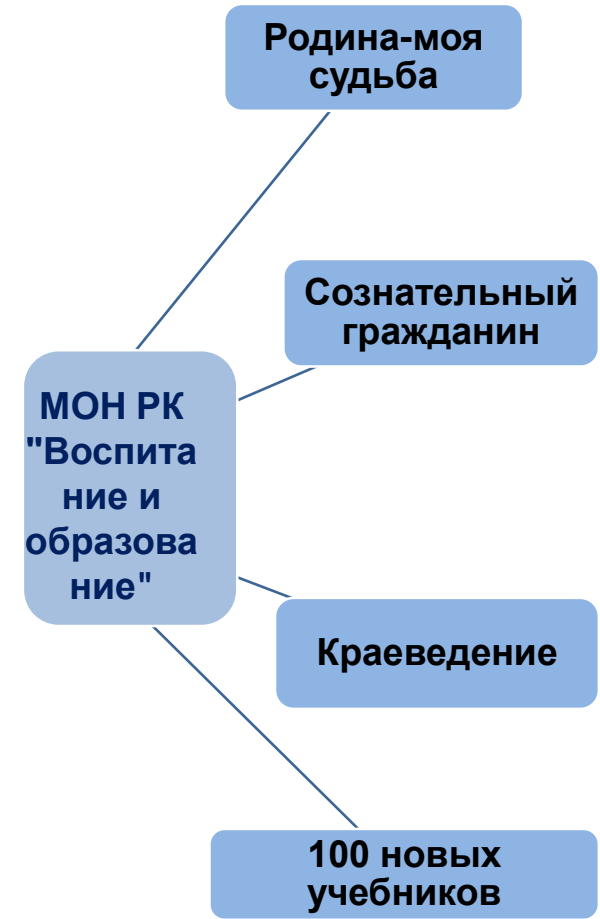 Родина-моя
судьба
Сознательный
гражданин
МОН РК
"Воспита
ние и
образова
ние"
Краеведение
100 новых
учебников